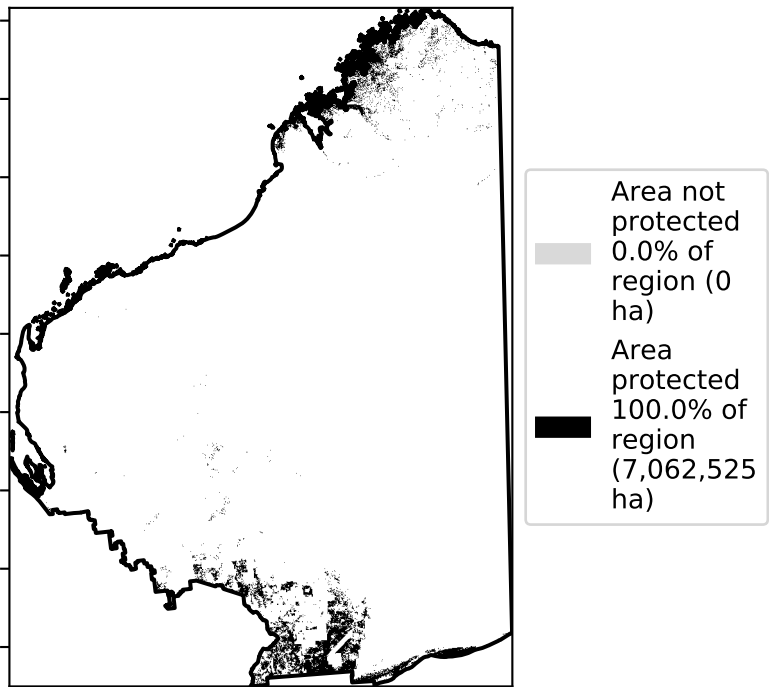 Area not
protected
0.0% of
region (0
ha)
Area
protected
100.0% of
region
(7,062,525
ha)